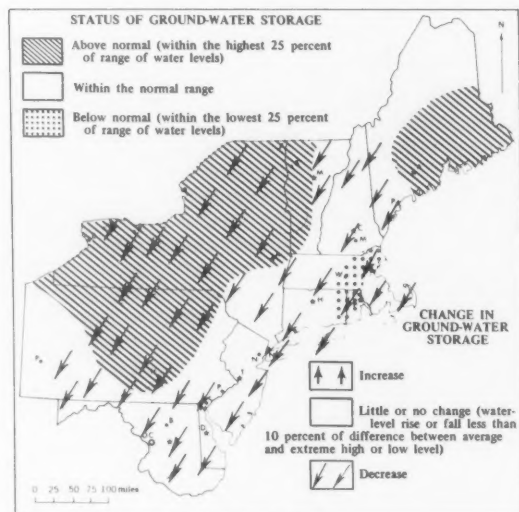 STATUS OF GROUND-WATER STORAGE
Above normal (within the highest 25 percent
of range of water levels)
Within the normal range
Below normal (within the lowest 25 percent
of range of water levels)
N
CHANGE IN
GROUND-WATER
STORAGE
Increase
Little or no change (water-
level rise or fall less than
10 percent of difference between average
and extreme high or low level)
Decrease
0 25 50 75 100 miles